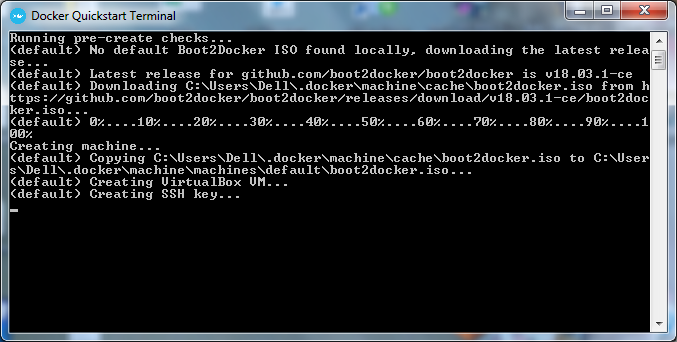 Docker Quickstart Terminal
Running pre-create checks...
(default) No default Boot2Docker ISO found locally, downloading the latest relea
se...
(default) Latest release for github.com/boot2docker/boot2docker is v18.03.1-ce
(default) Downloading C:\Users\Dell\.docker\machine\cache\boot2docker.iso from h
ttps://github.com/boot2docker/boot2docker/releases/download/v18.03.1-ce/boot2doc
ker.iso...
(default) 0%....10%....20%....30%....40%....50%....60%....70%....80%....90%....1
00%
Creating machine...
(default) Copying C:\Users\Dell\.docker\machine\cache\boot2docker.iso to C:\User
s\Dell\.docker\machine\machines\default\boot2docker.iso...
(default) Creating VirtualBox VM...
(default) Creating SSH key...